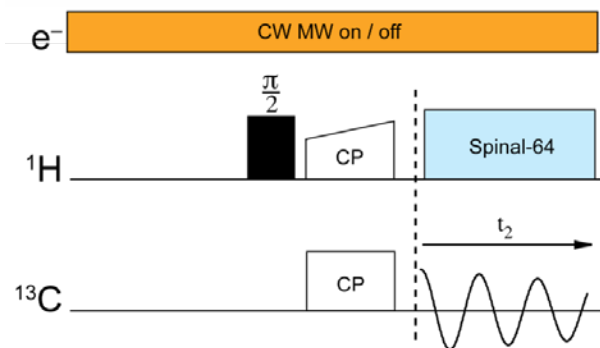 e⁻ CW MW on / off
π/2
¹H CP Spinal-64
t₂
¹³C CP